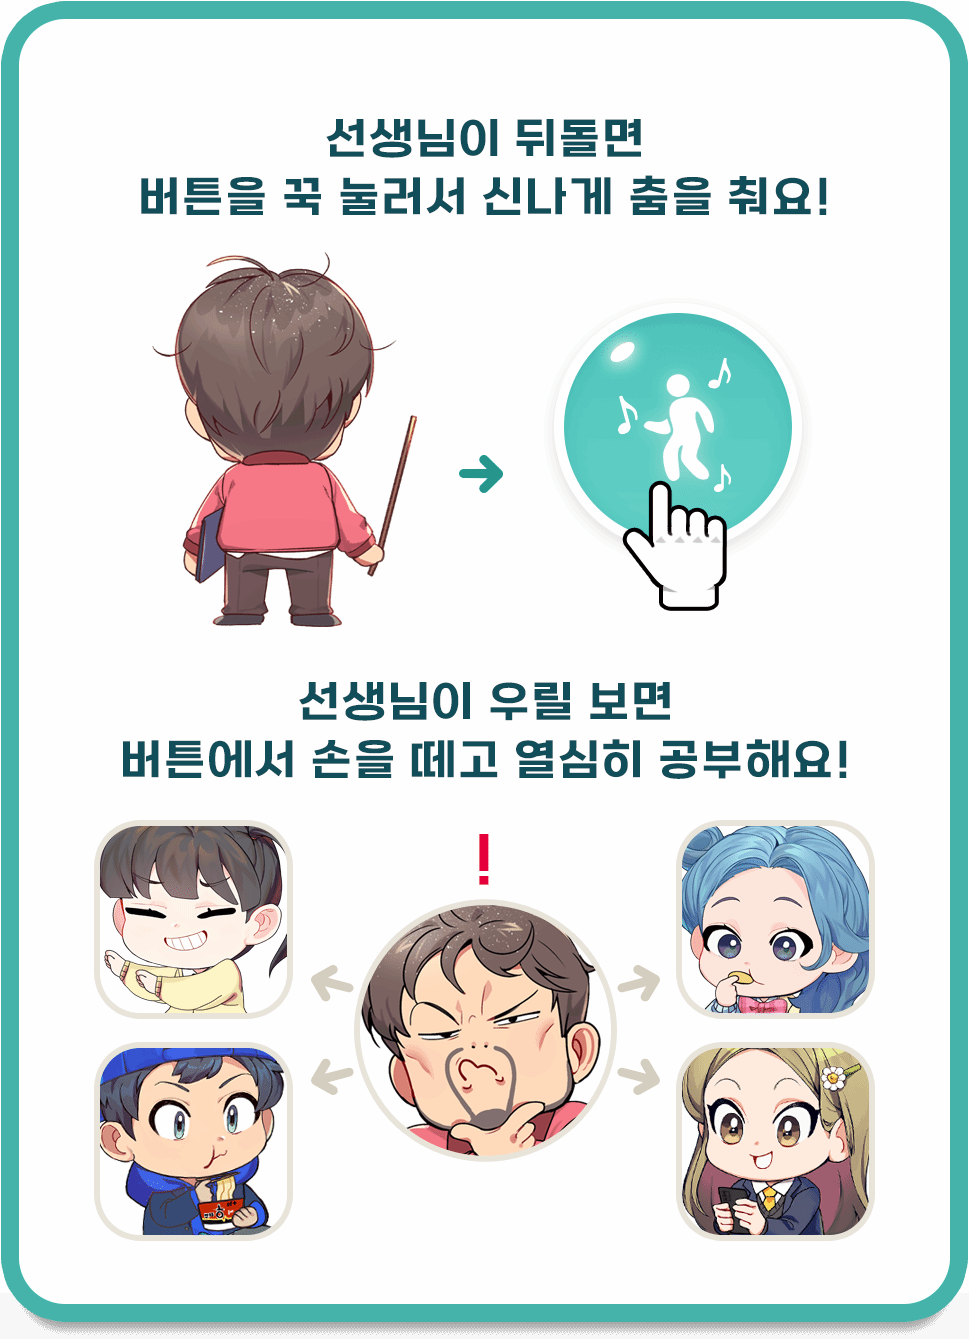 선생님이 뒤돌면
버튼을 꾹 눌러서 신나게 춤을 춰요!
선생님이 우릴 보면
버튼에서 손을 떼고 열심히 공부해요!
!